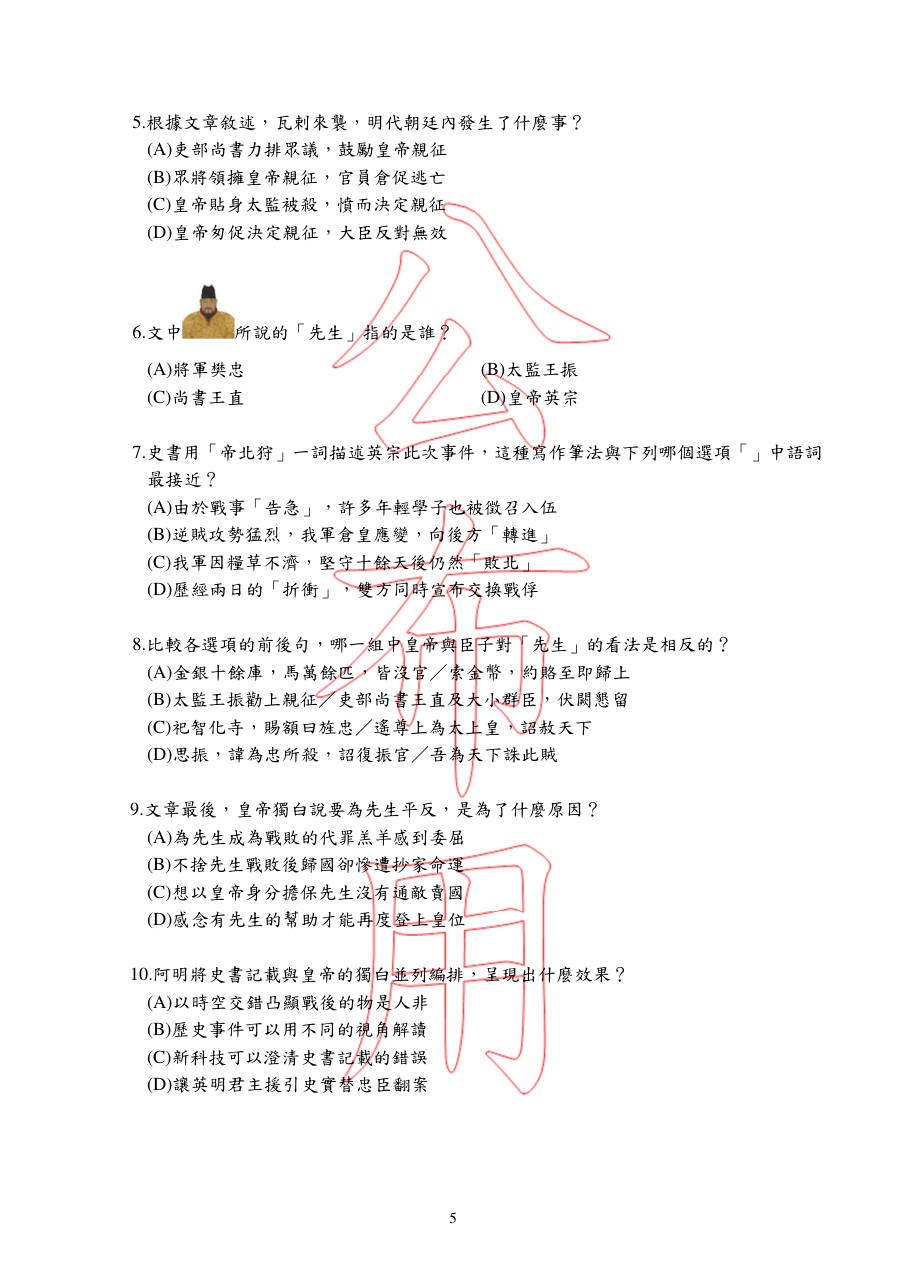 5.根據文章敘述，瓦剌來襲，明代朝廷內發生了什麼事？
(A)吏部尚書力排眾議，鼓勵皇帝親征
(B)眾將領擁皇帝親征，官員倉促逃亡
(C)皇帝貼身太監被殺，憤而決定親征
(D)皇帝匆促決定親征，大臣反對無效
6.文中所說的「先生」指的是誰？
(A)將軍樊忠 (B)太監王振
(C)尚書王直 (D)皇帝英宗
7.史書用「帝北狩」一詞描述英宗此次事件，這種寫作筆法與下列哪個選項「」中語詞
最接近？
(A)由於戰事「告急」，許多年輕學子也被徵召入伍
(B)逆賊攻勢猛烈，我軍倉皇應變，向後方「轉進」
(C)我軍因糧草不濟，堅守十餘天後仍然「敗北」
(D)歷經兩日的「折衝」，雙方同時宣布交換戰俘
8.比較各選項的前後句，哪一組中皇帝與臣子對「先生」的看法是相反的？
(A)金銀十餘庫，馬萬餘匹，皆沒官／索金幣，約賂至即歸上
(B)太監王振勸上親征／吏部尚書王直及大小群臣，伏闕懇留
(C)祀智化寺，賜額曰旌忠／遙尊上為太上皇，詔赦天下
(D)思振，諱為忠所殺，詔復振官／吾為天下誅此賊
9.文章最後，皇帝獨白說要為先生平反，是為了什麼原因？
(A)為先生成為戰敗的代罪羔羊感到委屈
(B)不捨先生戰敗後歸國卻慘遭抄家命運
(C)想以皇帝身分擔保先生沒有通敵賣國
(D)感念有先生的幫助才能再度登上皇位
10.阿明將史書記載與皇帝的獨白並列編排，呈現出什麼效果？
(A)以時空交錯凸顯戰後的物是人非
(B)歷史事件可以用不同的視角解讀
(C)新科技可以澄清史書記載的錯誤
(D)讓英明君主援引史實替忠臣翻案
公布用
5